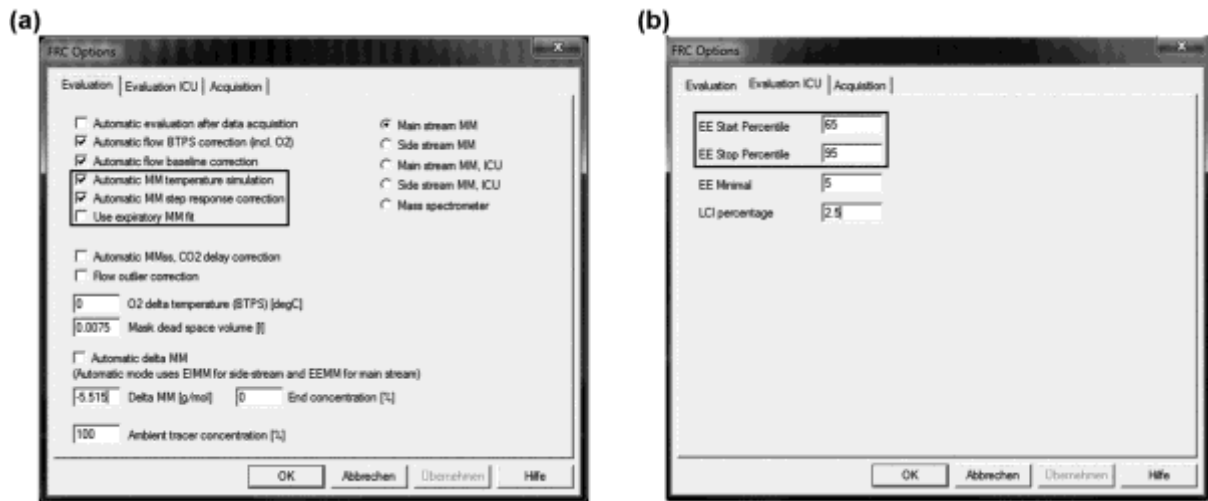 (a)
FRC Options
Evaluation | Evaluation ICU | Acquisition |
Automatic evaluation after data acquisition
Automatic flow BTPS correction (incl. O2)
Automatic flow baseline correction
Automatic MM temperature simulation
Automatic MM step response correction
Use expiratory MM fit
Main stream MM
Side stream MM
Main stream MM, ICU
Side stream MM, ICU
Mass spectrometer
Automatic MMss, CO2 delay correction
Flow outlier correction
0 O2 delta temperature (BTPS) [degC]
0.0075 Mask dead space volume [l]
Automatic delta MM
(Automatic mode uses EIMM for side-stream and EEMM for main stream)
-5.515 Delta MM [g/mol] 0 End concentration [%]
100 Ambient tracer concentration [%]
OK Abbrechen Übernehmen Hilfe
(b)
FRC Options
Evaluation Evaluation ICU | Acquisition |
EE Start Percentile 65
EE Stop Percentile 95
EE Minimal 5
LCI percentage 2.5
OK Abbrechen Übernehmen Hilfe